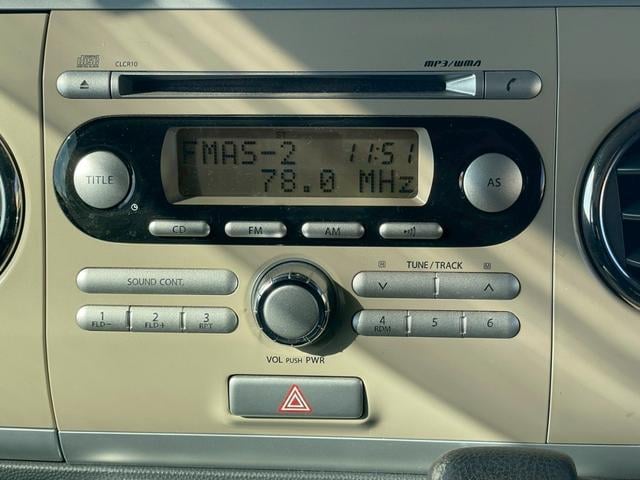 CLCR10
MP3/WMA
ST
FMAS-2 11:51
78.0 MHz
TITLE
AS
CD
FM
AM
SOUND CONT.
TUNE/TRACK
H
M
1
FLD-
2
FLD+
3
RPT
4
RDM
5
6
VOL PUSH PWR